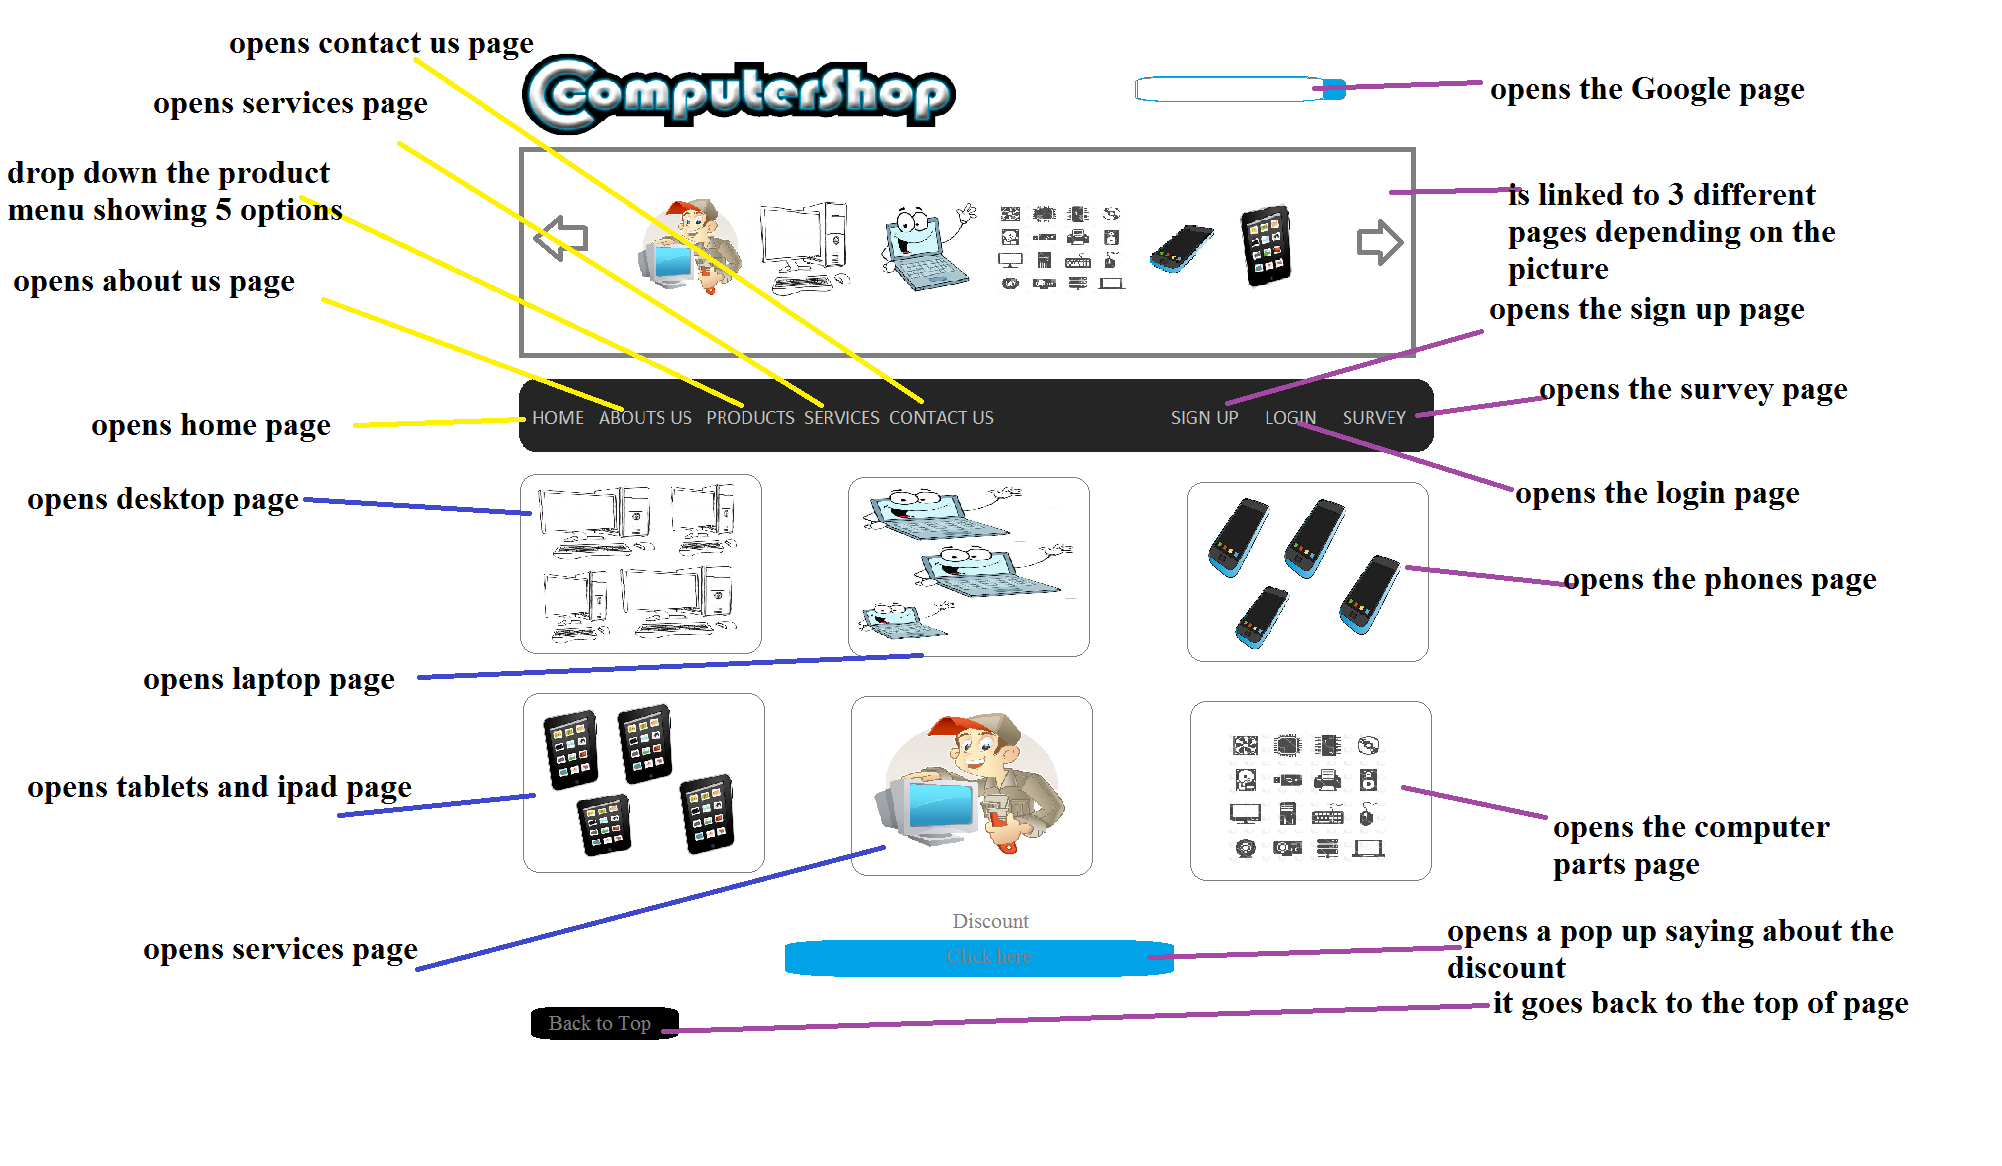 opens contact us page
opens services page
drop down the product
menu showing 5 options
opens about us page
opens home page
opens desktop page
opens laptop page
opens tablets and ipad page
opens services page
ComputerShop
HOME ABOUTS US PRODUCTS SERVICES CONTACT US SIGN UP LOGIN SURVEY
Discount
Click here
Back to Top
opens the Google page
is linked to 3 different
pages depending on the
picture
opens the sign up page
opens the survey page
opens the login page
opens the phones page
opens the computer
parts page
opens a pop up saying about the
discount
it goes back to the top of page